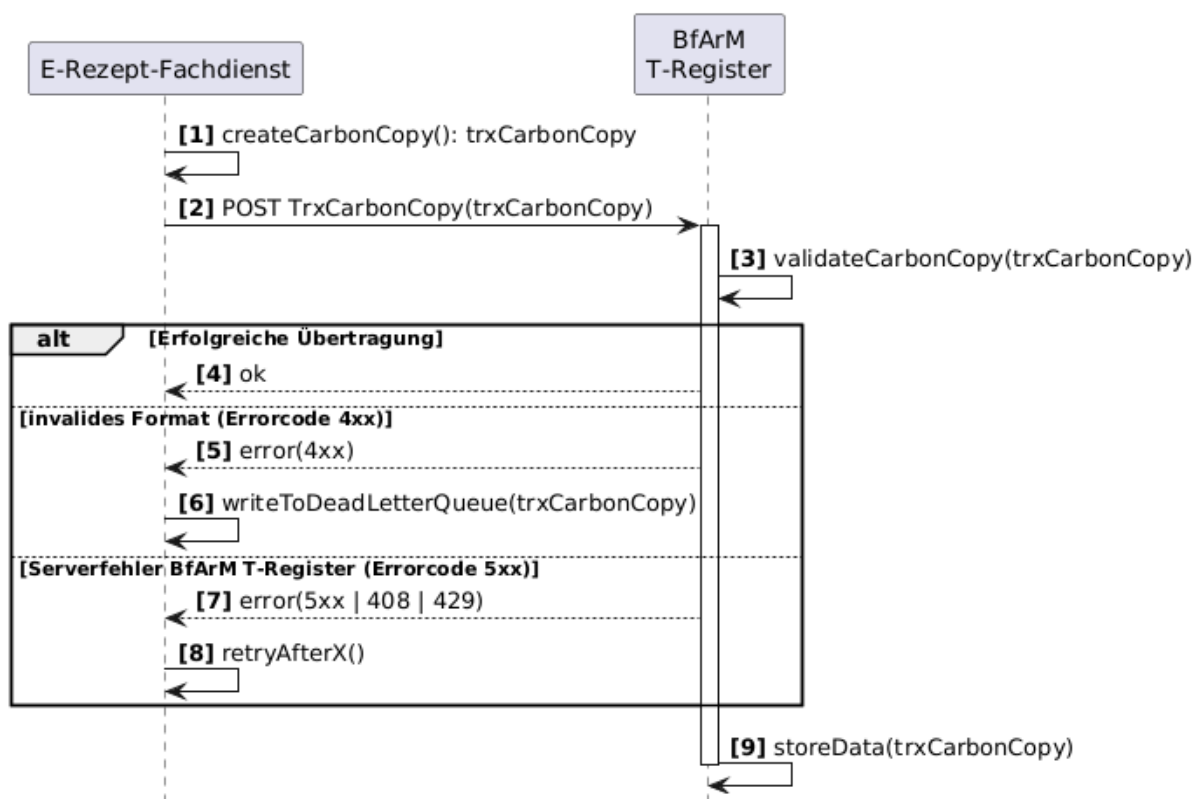 E-Rezept-Fachdienst
BfArM
T-Register
[1] createCarbonCopy(): trxCarbonCopy
[2] POST TrxCarbonCopy(trxCarbonCopy)
[3] validateCarbonCopy(trxCarbonCopy)
alt [Erfolgreiche Übertragung]
[4] ok
[invalides Format (Errorcode 4xx)]
[5] error(4xx)
[6] writeToDeadLetterQueue(trxCarbonCopy)
[Serverfehler BfArM T-Register (Errorcode 5xx)]
[7] error(5xx | 408 | 429)
[8] retryAfterX()
[9] storeData(trxCarbonCopy)